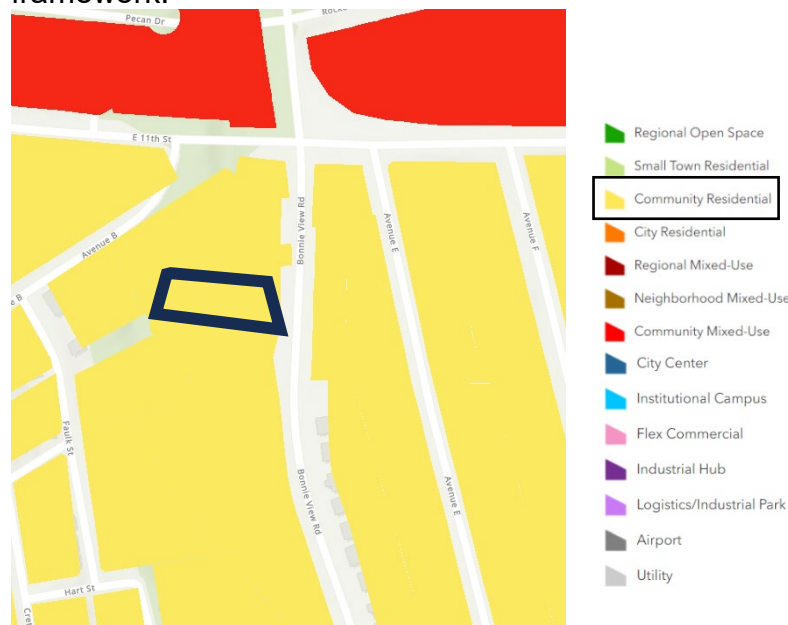 framework.
Pecan Dr
E 11th St
Avenue B
Bonnie View Rd
Avenue E
Avenue F
Faulk St
Bonnie View Rd
Avenue E
Hart St
Regional Open Space
Small Town Residential
Community Residential
City Residential
Regional Mixed-Use
Neighborhood Mixed-Use
Community Mixed-Use
City Center
Institutional Campus
Flex Commercial
Industrial Hub
Logistics/Industrial Park
Airport
Utility